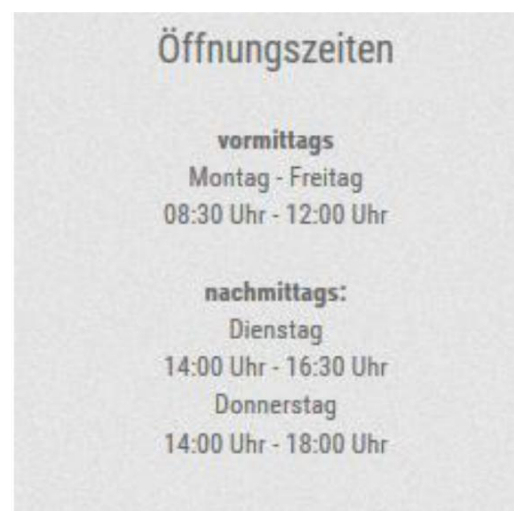 Öffnungszeiten
vormittags
Montag - Freitag
08:30 Uhr - 12:00 Uhr
nachmittags:
Dienstag
14:00 Uhr - 16:30 Uhr
Donnerstag
14:00 Uhr - 18:00 Uhr